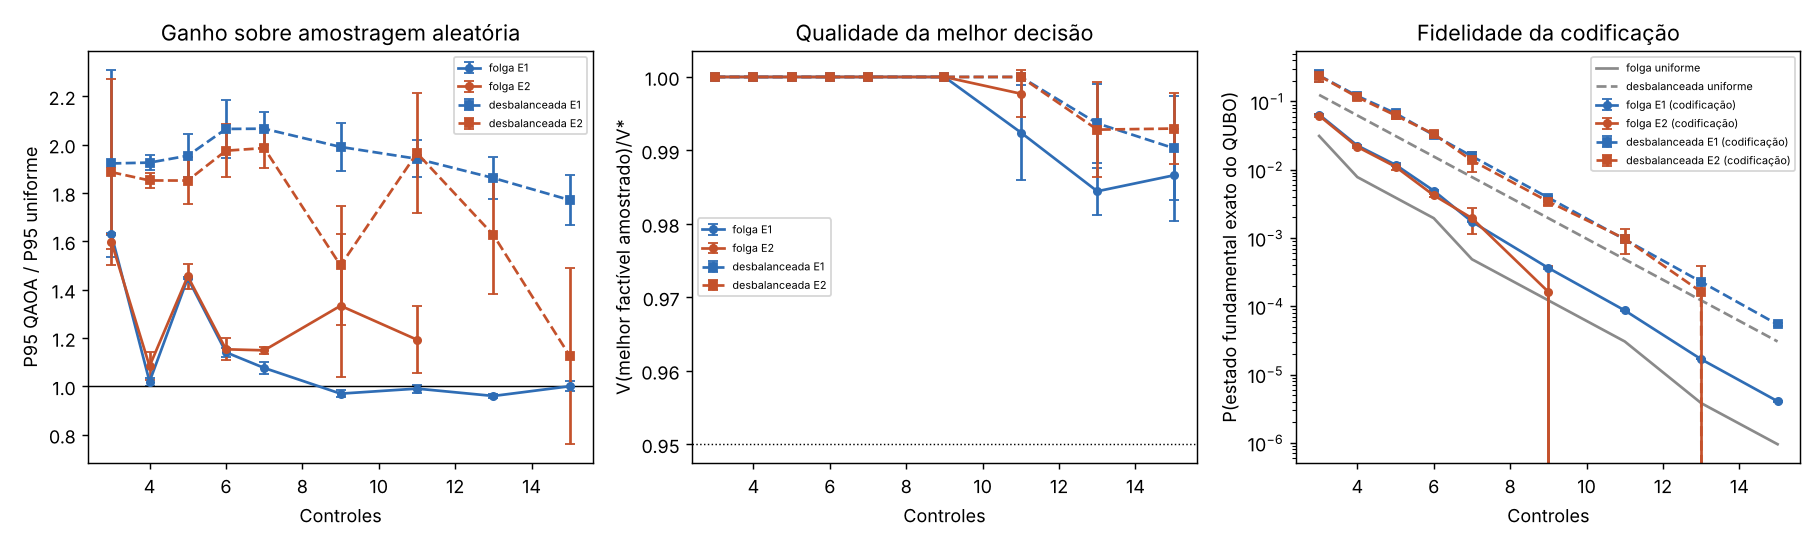 Ganho sobre amostragem aleatória
P95 QAOA / P95 uniforme
2.2
2.0
1.8
1.6
1.4
1.2
1.0
0.8
folga E1
folga E2
desbalanceada E1
desbalanceada E2
4
6
8
10
12
14
Controles
Qualidade da melhor decisão
V(melhor factível amostrado)/V*
1.00
0.99
0.98
0.97
0.96
0.95
folga E1
folga E2
desbalanceada E1
desbalanceada E2
4
6
8
10
12
14
Controles
Fidelidade da codificação
P(estado fundamental exato do QUBO)
10⁻¹
10⁻²
10⁻³
10⁻⁴
10⁻⁵
10⁻⁶
folga uniforme
desbalanceada uniforme
folga E1 (codificação)
folga E2 (codificação)
desbalanceada E1 (codificação)
desbalanceada E2 (codificação)
4
6
8
10
12
14
Controles